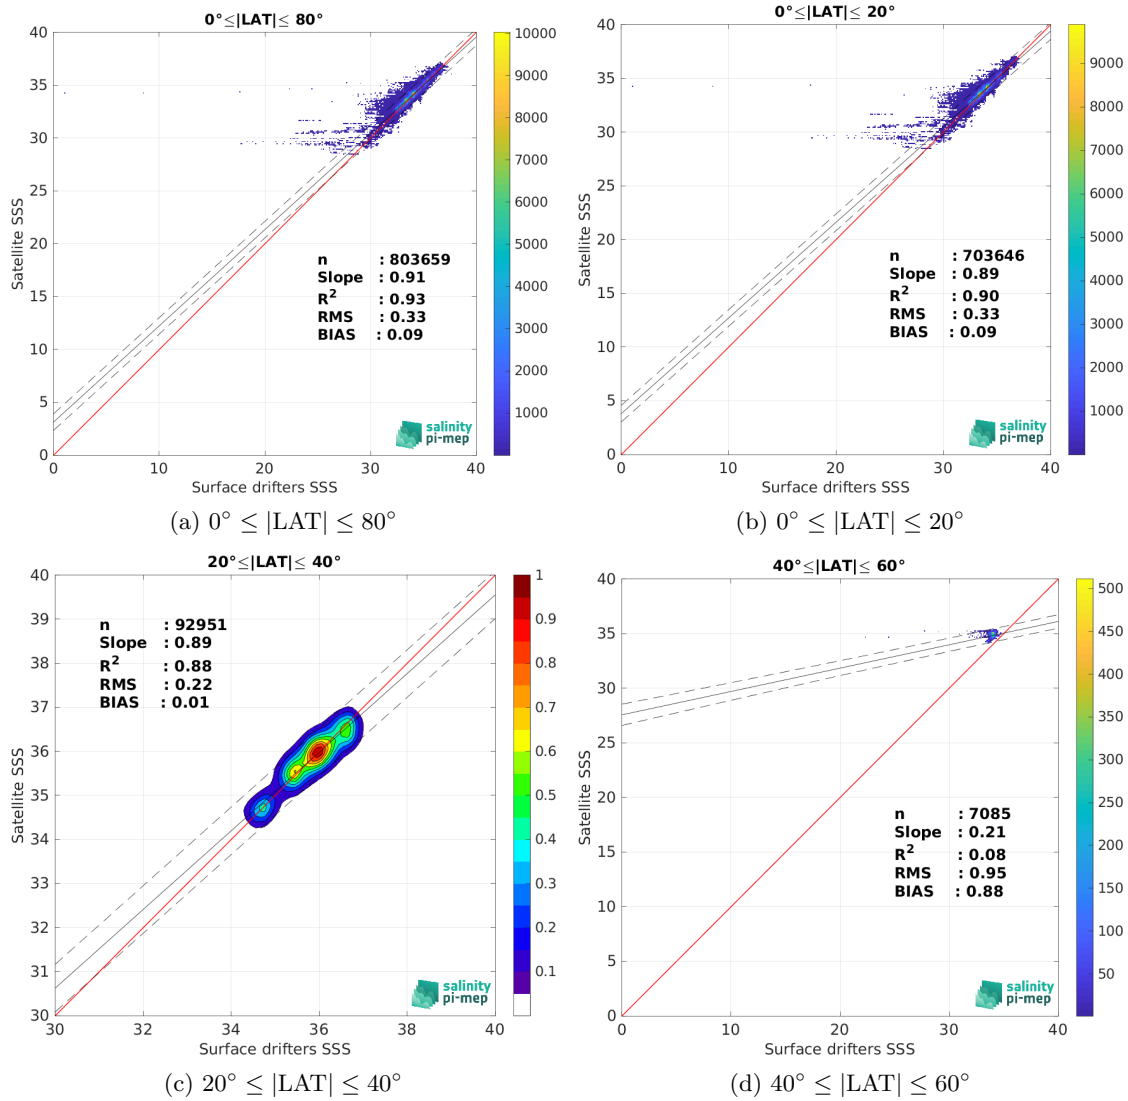 0°≤|LAT|≤ 80°
40
35
30
25
20
15
10
5
0
0
10
20
30
40
Satellite SSS
Surface drifters SSS
n : 803659
Slope : 0.91
R² : 0.93
RMS : 0.33
BIAS : 0.09
salinity
pi-mep
10000
9000
8000
7000
6000
5000
4000
3000
2000
1000
(a) 0° ≤ |LAT| ≤ 80°
0°≤|LAT|≤ 20°
40
35
30
25
20
15
10
5
0
0
10
20
30
40
Satellite SSS
Surface drifters SSS
n : 703646
Slope : 0.89
R² : 0.90
RMS : 0.33
BIAS : 0.09
salinity
pi-mep
9000
8000
7000
6000
5000
4000
3000
2000
1000
(b) 0° ≤ |LAT| ≤ 20°
20°≤|LAT|≤ 40°
40
39
38
37
36
35
34
33
32
31
30
30
32
34
36
38
40
Satellite SSS
Surface drifters SSS
n : 92951
Slope : 0.89
R² : 0.88
RMS : 0.22
BIAS : 0.01
salinity
pi-mep
1
0.9
0.8
0.7
0.6
0.5
0.4
0.3
0.2
0.1
(c) 20° ≤ |LAT| ≤ 40°
40°≤|LAT|≤ 60°
40
35
30
25
20
15
10
5
0
0
10
20
30
40
Satellite SSS
Surface drifters SSS
n : 7085
Slope : 0.21
R² : 0.08
RMS : 0.95
BIAS : 0.88
salinity
pi-mep
500
450
400
350
300
250
200
150
100
50
(d) 40° ≤ |LAT| ≤ 60°